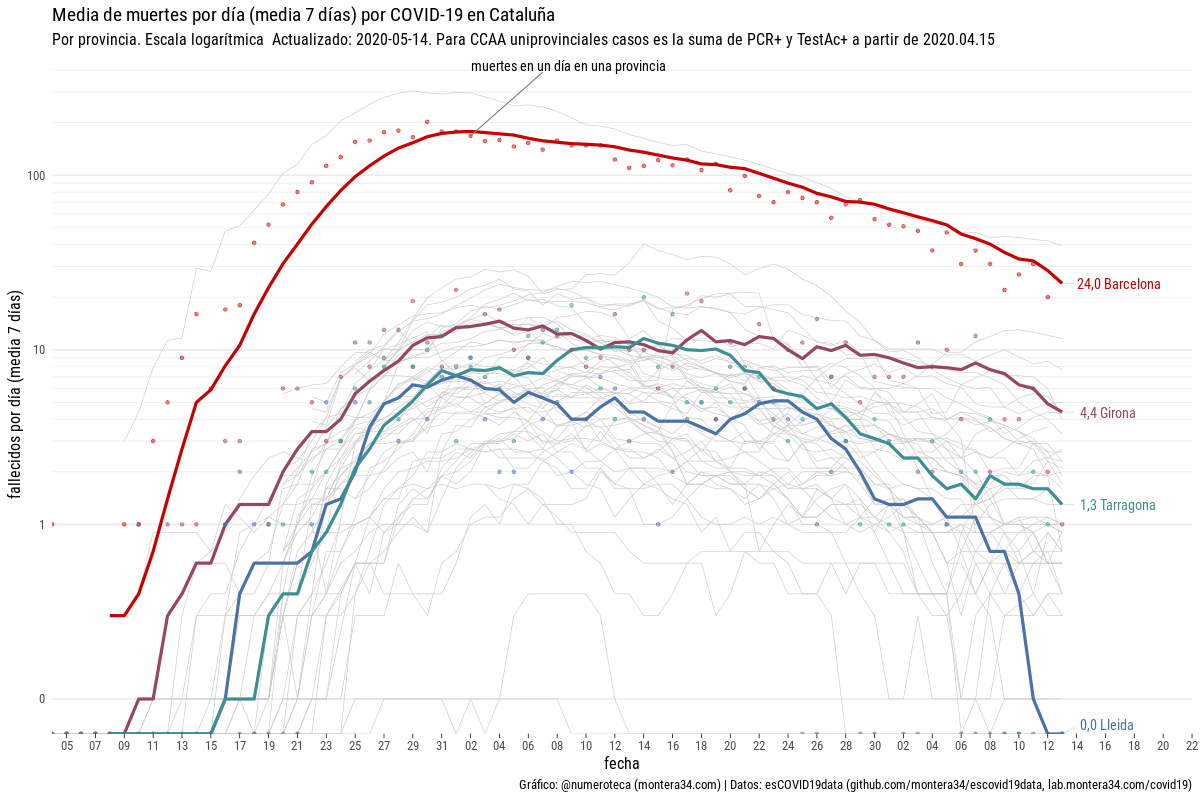 Media de muertes por día (media 7 días) por COVID-19 en Cataluña
Por provincia. Escala logarítmica  Actualizado: 2020-05-14. Para CCAA uniprovinciales casos es la suma de PCR+ y TestAc+ a partir de 2020.04.15
muertes en un día en una provincia
fallecidos por día (media  7 días)
100
10
1
0
24,0 Barcelona
4,4 Girona
1,3 Tarragona
0,0 Lleida
05 07 09 11 13 15 17 19 21 23 25 27 29 31 02 04 06 08 10 12 14 16 18 20 22 24 26 28 30 02 04 06 08 10 12 14 16 18 20 22
fecha
Gráfico: @numeroteca (montera34.com) | Datos: esCOVID19data (github.com/montera34/escovid19data, lab.montera34.com/covid19)